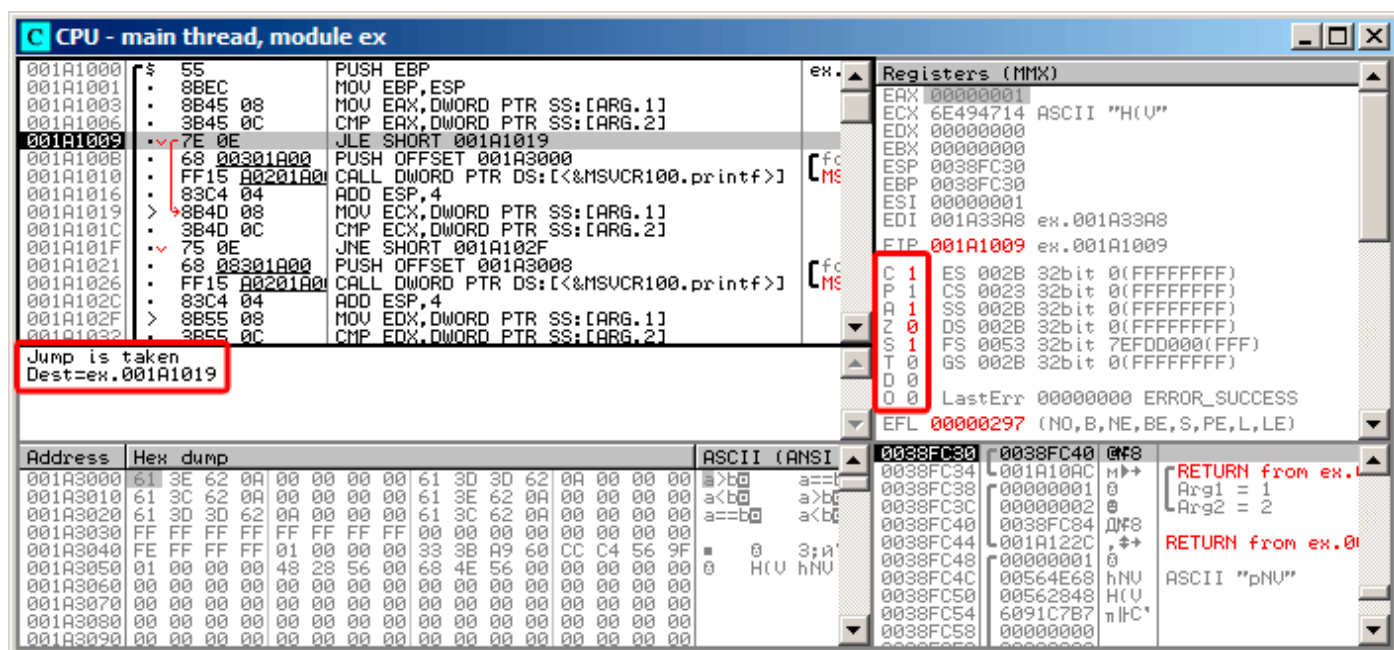 C CPU - main thread, module ex
001A1000 $ 55 PUSH EBP ex.
001A1001 . 8BEC MOV EBP,ESP
001A1003 . 8B45 08 MOV EAX,DWORD PTR SS:[ARG.1]
001A1006 . 3B45 0C CMP EAX,DWORD PTR SS:[ARG.2]
001A1009 . 7E 0E JLE SHORT 001A1019
001A100B . 68 00301A00 PUSH OFFSET 001A3000
001A1010 . FF15 A0201A0 CALL DWORD PTR DS:[<&MSVCR100.printf>] MS
001A1016 . 83C4 04 ADD ESP,4
001A1019 > 8B4D 08 MOV ECX,DWORD PTR SS:[ARG.1]
001A101C . 3B4D 0C CMP ECX,DWORD PTR SS:[ARG.2]
001A101F . 75 0E JNE SHORT 001A102F
001A1021 . 68 08301A00 PUSH OFFSET 001A3008
001A1026 . FF15 A0201A0 CALL DWORD PTR DS:[<&MSVCR100.printf>] MS
001A102C . 83C4 04 ADD ESP,4
001A102F > 8B55 08 MOV EDX,DWORD PTR SS:[ARG.1]
001A1032 . 3B55 0C CMP EDX,DWORD PTR SS:[ARG.2]
Jump is taken
Dest=ex.001A1019
Registers (MMX)
EAX 00000001
ECX 6E494714 ASCII "H(V"
EDX 00000000
EBX 00000000
ESP 0038FC30
EBP 0038FC30
ESI 00000001
EDI 001A33A8 ex.001A33A8
EIP 001A1009 ex.001A1009
C 1 ES 002B 32bit 0(FFFFFFFF)
P 1 CS 0023 32bit 0(FFFFFFFF)
A 1 SS 002B 32bit 0(FFFFFFFF)
Z 0 DS 002B 32bit 0(FFFFFFFF)
S 1 FS 0053 32bit 7EFDD000(FFF)
T 0 GS 002B 32bit 0(FFFFFFFF)
D 0
O 0 LastErr 00000000 ERROR_SUCCESS
EFL 00000297 (NO,B,NE,BE,S,PE,L,LE)
Address Hex dump ASCII (ANSI
001A3000 61 3E 62 0A 00 00 00 00 61 3D 3D 62 0A 00 00 00 a>b a==b
001A3010 61 3C 62 0A 00 00 00 00 61 3E 62 0A 00 00 00 00 a<b a>b
001A3020 61 3D 3D 62 0A 00 00 00 61 3C 62 0A 00 00 00 00 a==b a<b
001A3030 FF FF FF FF FF FF FF FF 00 00 00 00 00 00 00 00
001A3040 FE FF FF FF 01 00 00 00 33 3B A9 60 CC C4 56 9F 3;
001A3050 01 00 00 00 48 28 56 00 68 4E 56 00 00 00 00 00 H(V hNV
001A3060 00 00 00 00 00 00 00 00 00 00 00 00 00 00 00 00
001A3070 00 00 00 00 00 00 00 00 00 00 00 00 00 00 00 00
001A3080 00 00 00 00 00 00 00 00 00 00 00 00 00 00 00 00
001A3090 00 00 00 00 00 00 00 00 00 00 00 00 00 00 00 00
0038FC30 0038FC40
0038FC34 001A10AC RETURN from ex.
0038FC38 00000001 Arg1 = 1
0038FC3C 00000002 Arg2 = 2
0038FC40 0038FC84
0038FC44 001A122C RETURN from ex.0
0038FC48 00000001
0038FC4C 00564E68 hNV ASCII "pNV"
0038FC50 00562848 H(V
0038FC54 6091C7B7
0038FC58 00000000